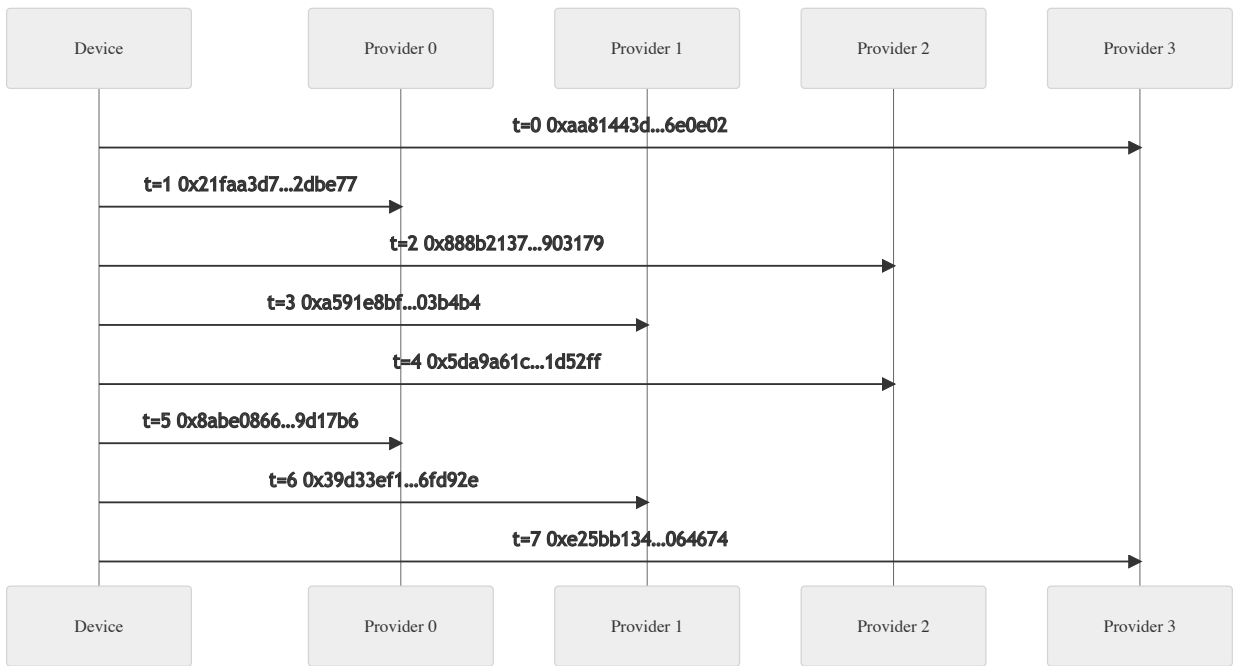 Device
Provider 0
Provider 1
Provider 2
Provider 3
t=0 0xaa81443d...6e0e02
t=1 0x21faa3d7...2dbe77
t=2 0x888b2137...903179
t=3 0xa591e8bf...03b4b4
t=4 0x5da9a61c...1d52ff
t=5 0x8abe0866...9d17b6
t=6 0x39d33ef1...6fd92e
t=7 0xe25bb134...064674
Device
Provider 0
Provider 1
Provider 2
Provider 3